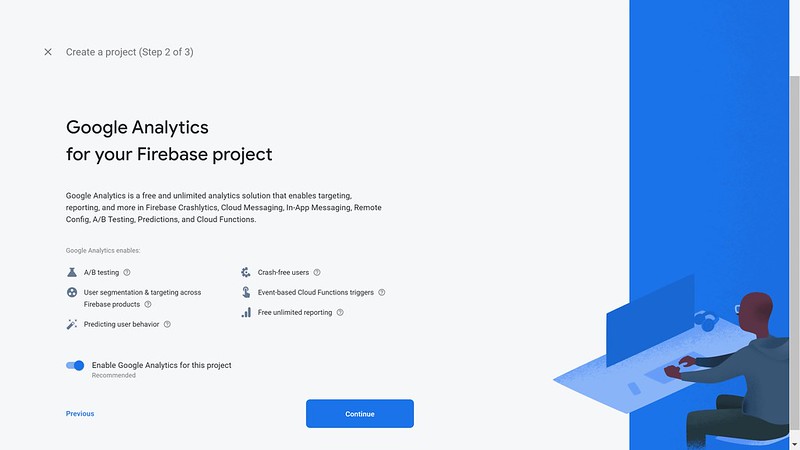 Create a project (Step 2 of 3)
Google Analytics
for your Firebase project
Google Analytics is a free and unlimited analytics solution that enables targeting,
reporting, and more in Firebase Crashlytics, Cloud Messaging, In-App Messaging, Remote
Config, A/B Testing, Predictions, and Cloud Functions.
Google Analytics enables:
A/B testing
User segmentation & targeting across
Firebase products
Predicting user behavior
Crash-free users
Event-based Cloud Functions triggers
Free unlimited reporting
Enable Google Analytics for this project
Recommended
Previous
Continue